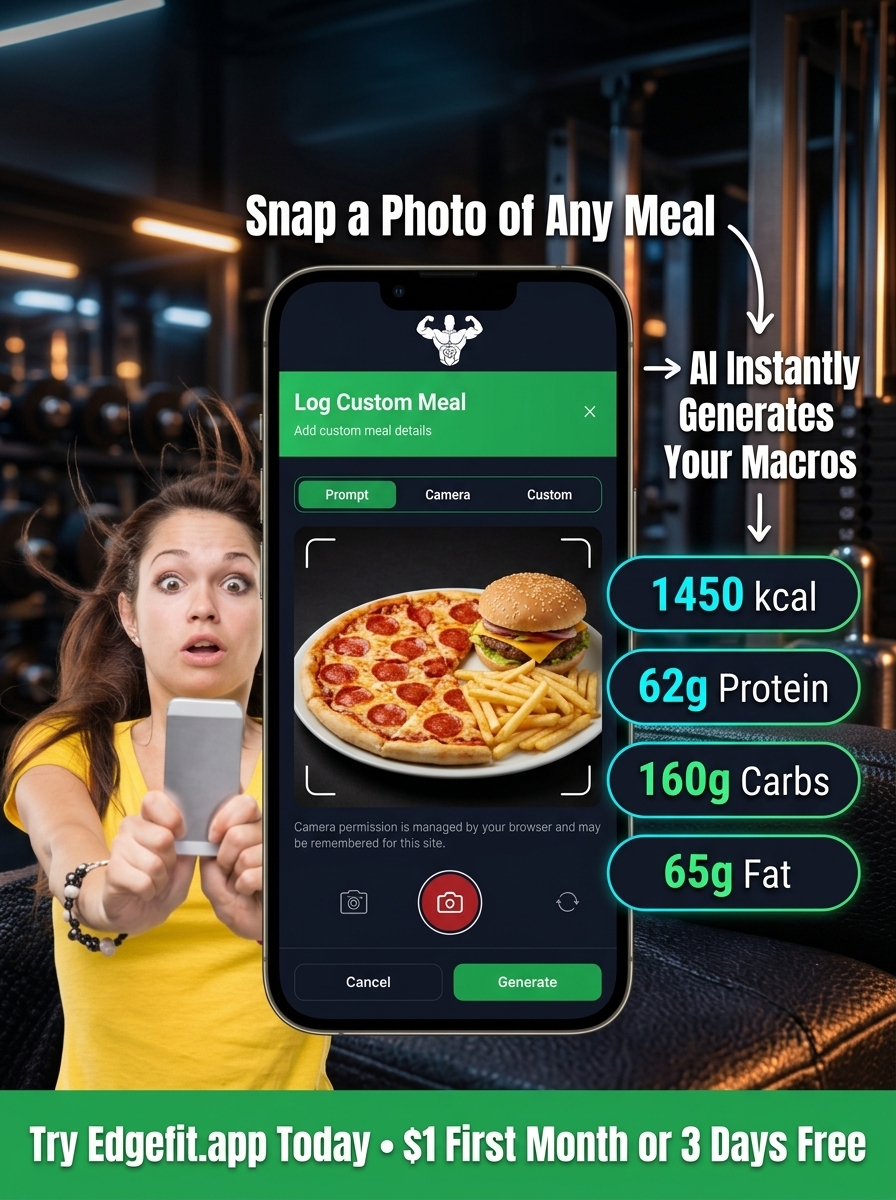 Snap a Photo of Any Meal
AI Instantly
Generates
Your Macros
Log Custom Meal
Add custom meal details
Prompt
Camera
Custom
1450 kcal
62g Protein
160g Carbs
65g Fat
Camera permission is managed by your browser and may
be remembered for this site.
Cancel
Generate
Try Edgefit.app Today • $1 First Month or 3 Days Free